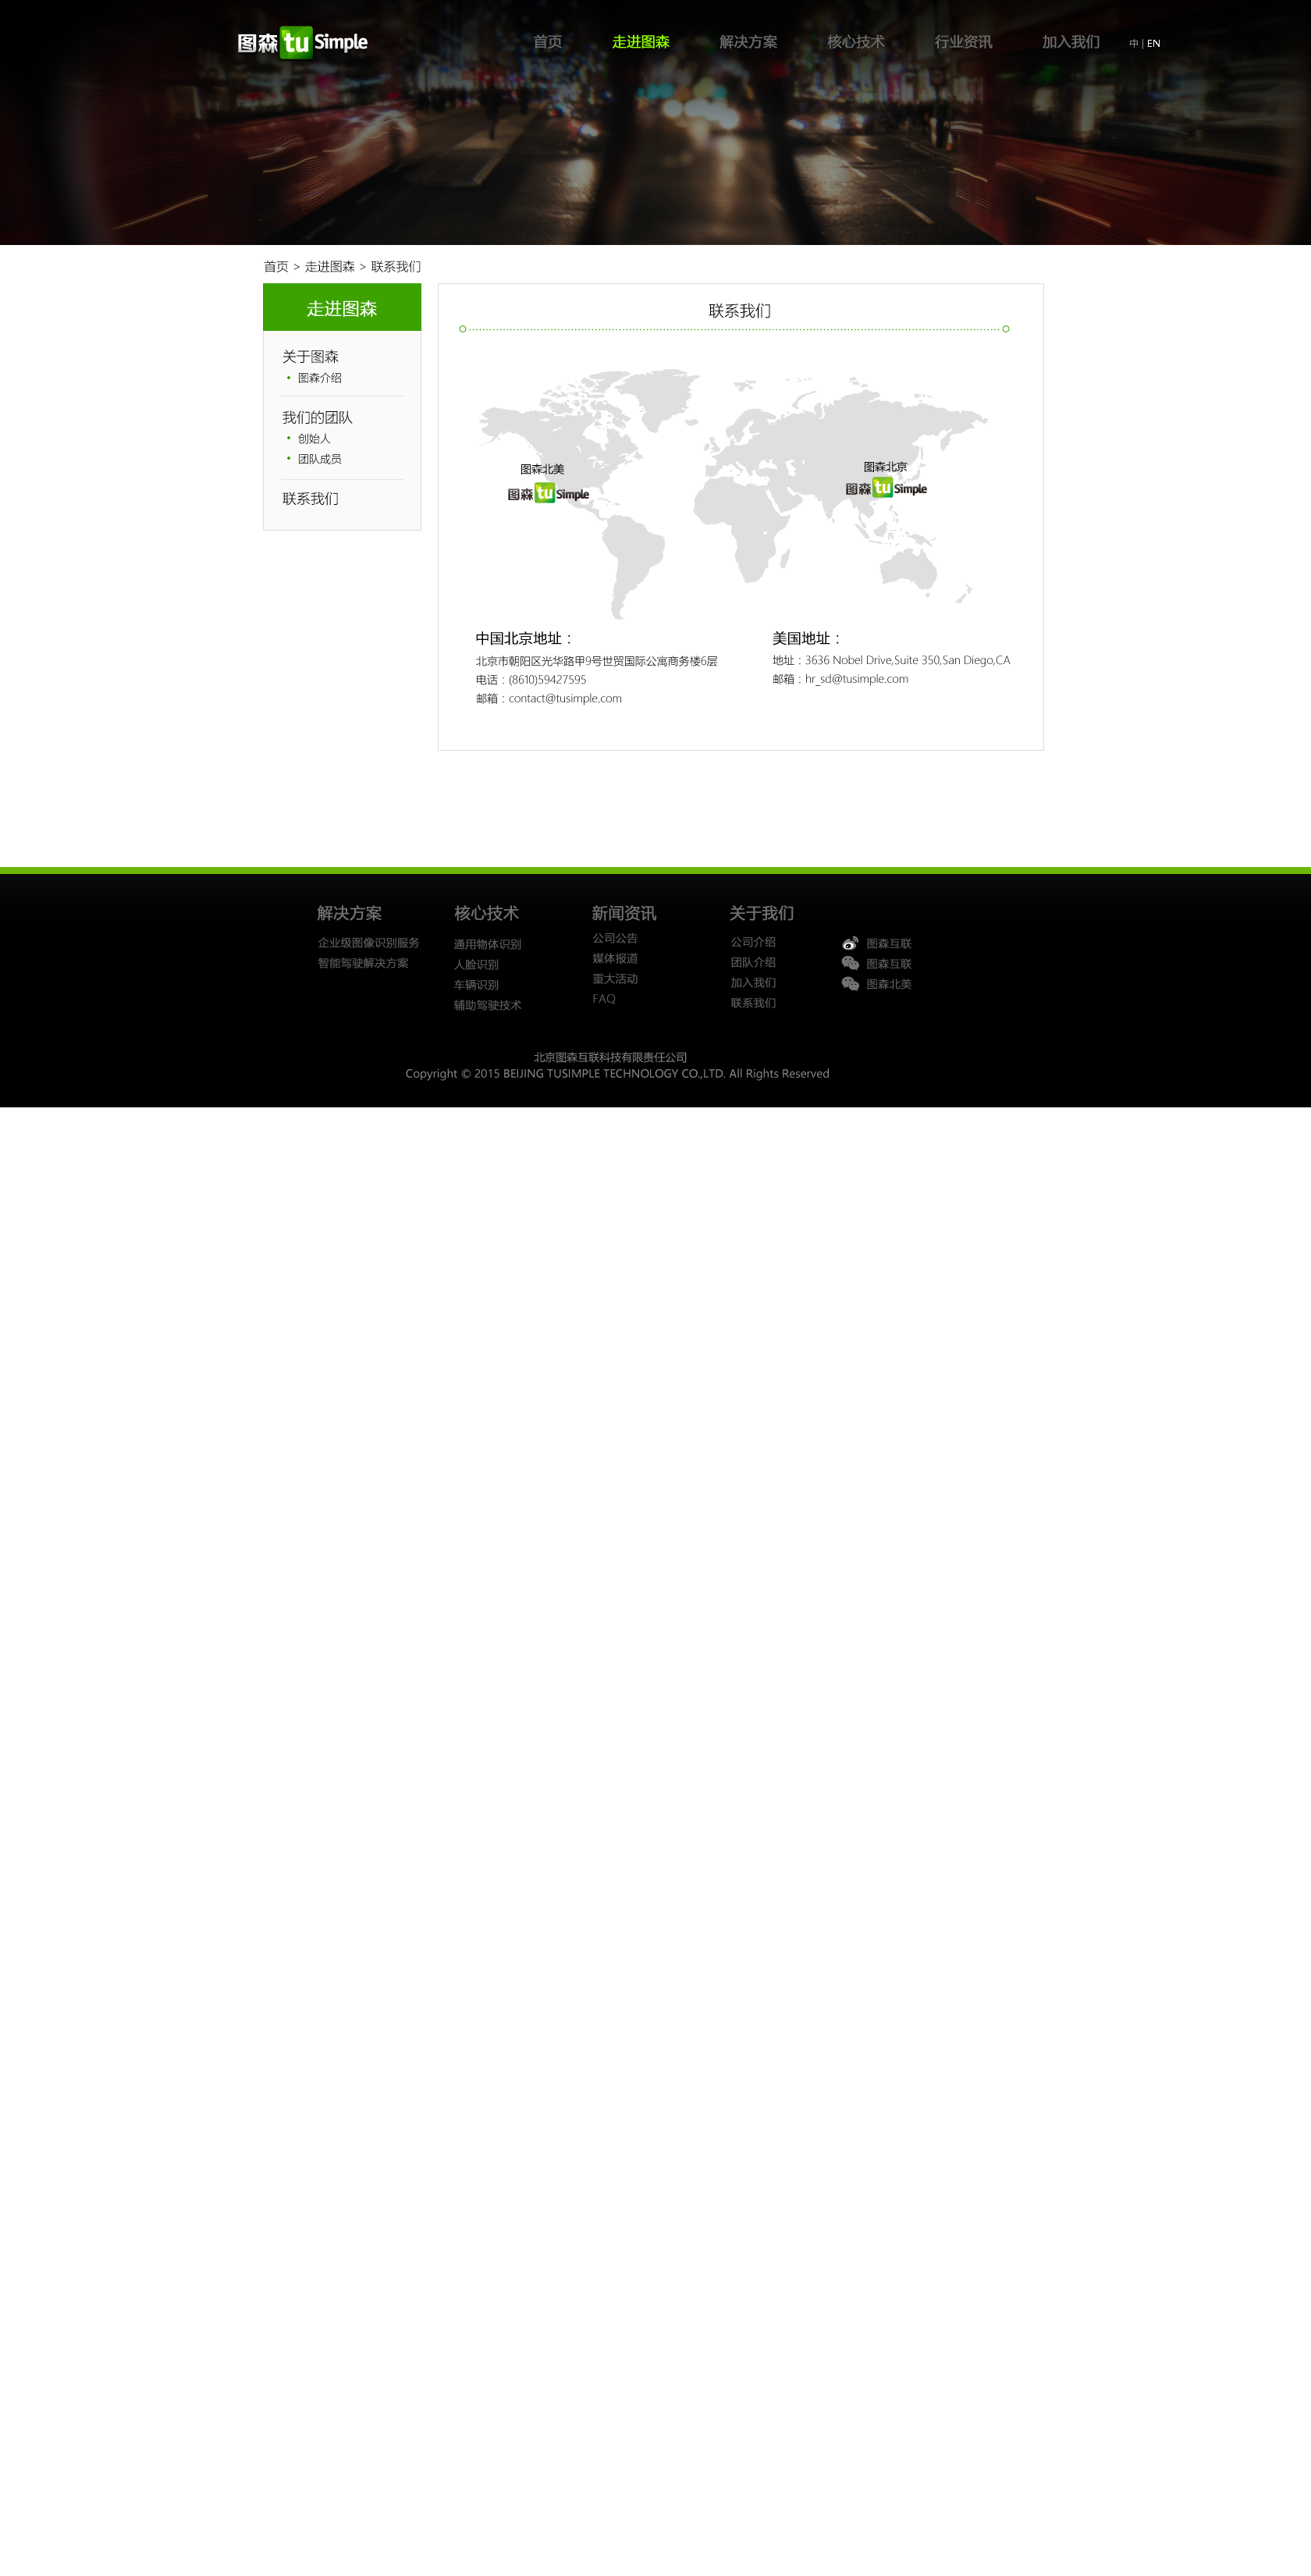 图森 tu Simple
首页 走进图森 解决方案 核心技术 行业资讯 加入我们 中 | EN
首页 > 走进图森 > 联系我们
走进图森
关于图森
图森介绍
我们的团队
创始人
团队成员
联系我们
联系我们
图森北美
图森 tu Simple
图森北京
图森 tu Simple
中国北京地址：
北京市朝阳区光华路甲9号世贸国际公寓商务楼6层
电话：(8610)59427595
邮箱：contact@tusimple.com
美国地址：
地址：3636 Nobel Drive,Suite 350,San Diego,CA
邮箱：hr_sd@tusimple.com
解决方案
企业级图像识别服务
智能驾驶解决方案
核心技术
通用物体识别
人脸识别
车辆识别
辅助驾驶技术
新闻资讯
公司公告
媒体报道
重大活动
FAQ
关于我们
公司介绍
团队介绍
加入我们
联系我们
图森互联
图森互联
图森北美
北京图森互联科技有限责任公司
Copyright © 2015 BEIJING TUSIMPLE TECHNOLOGY CO.,LTD. All Rights Reserved